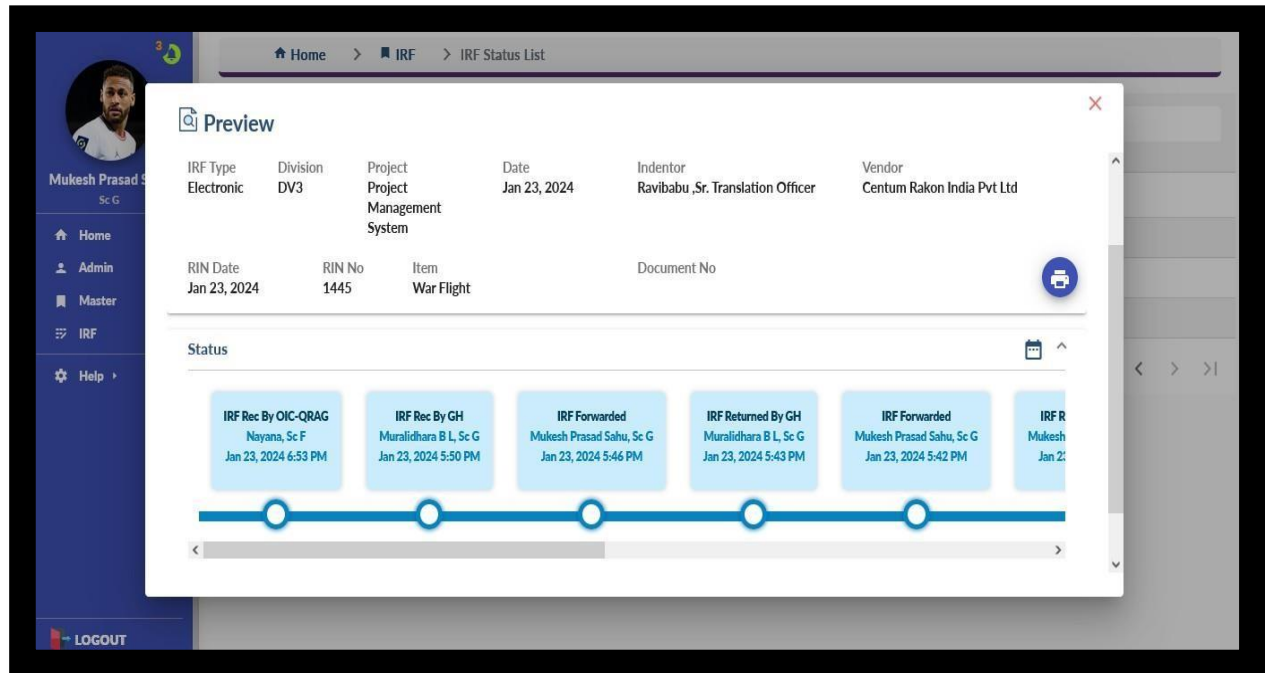 3
Home > IRF > IRF Status List
Mukesh Prasad S
Sc G
Home
Admin
Master
IRF
Help
LOGOUT
Preview
IRF Type Division Project Date Indentor Vendor
Electronic DV3 Project Jan 23, 2024 Ravibabu ,Sr. Translation Officer Centum Rakon India Pvt Ltd
Management
System
RIN Date RIN No Item Document No
Jan 23, 2024 1445 War Flight
Status
IRF Rec By OIC-QRAG
Nayana, Sc F
Jan 23, 2024 6:53 PM
IRF Rec By GH
Muralidhara B L, Sc G
Jan 23, 2024 5:50 PM
IRF Forwarded
Mukesh Prasad Sahu, Sc G
Jan 23, 2024 5:46 PM
IRF Returned By GH
Muralidhara B L, Sc G
Jan 23, 2024 5:43 PM
IRF Forwarded
Mukesh Prasad Sahu, Sc G
Jan 23, 2024 5:42 PM
IRF R
Mukesh
Jan 2